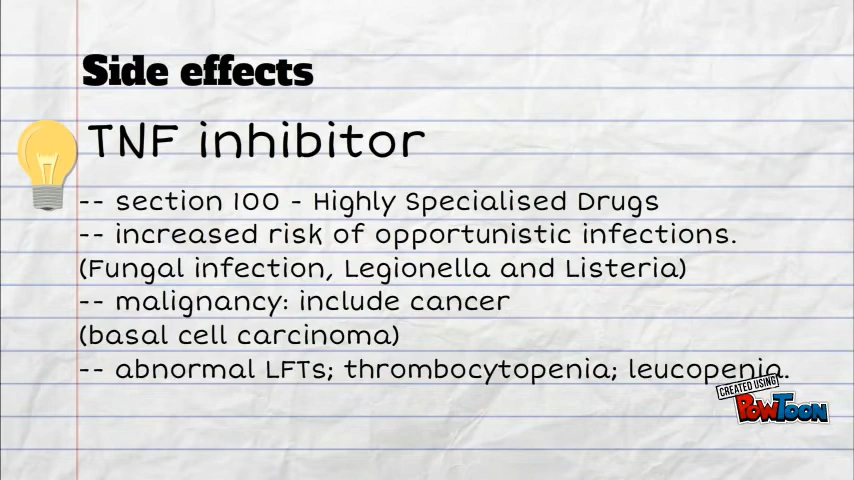 Side effects
TNF inhibitor
-- section 100 - Highly Specialised Drugs
-- increased risk of opportunistic infections.
(Fungal infection, Legionella and Listeria)
-- malignancy: include cancer
(basal cell carcinoma)
-- abnormal LFTs; thrombocytopenia; leucopenia.
CREATED USING
POWTOON